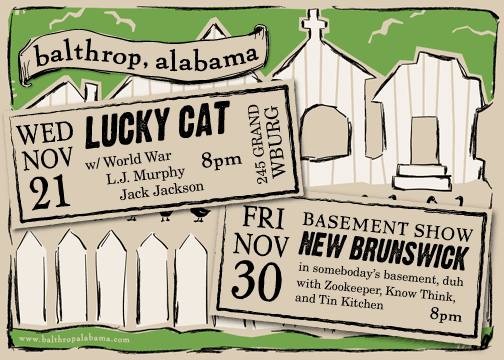 balthrop, alabama
WED
NOV
21
LUCKY CAT
w/ World War
L.J. Murphy
Jack Jackson
8pm
245 GRAND
WBURG
FRI
NOV
30
BASEMENT SHOW
NEW BRUNSWICK
in someboday's basement, duh
with Zookeeper, Know Think,
and Tin Kitchen
8pm
www.balthropalabama.com